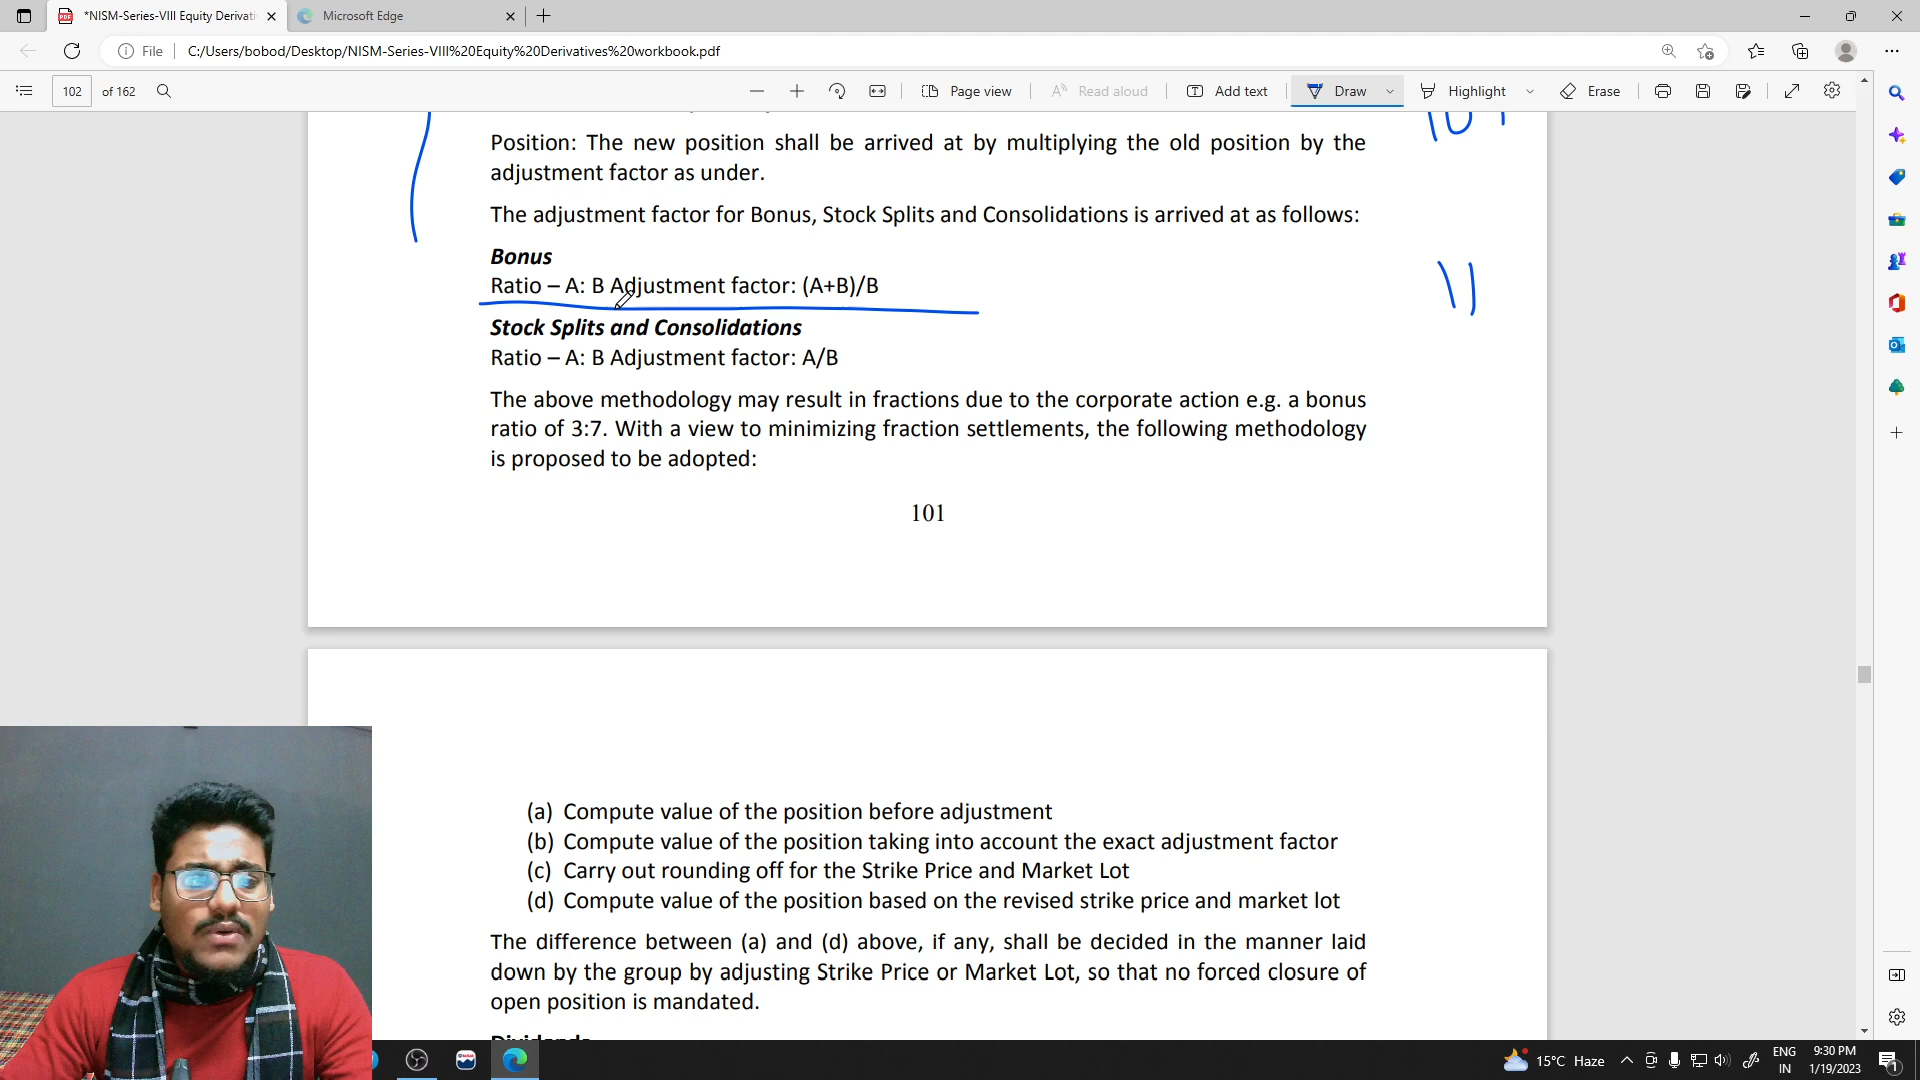 *NISM-Series-VIII Equity Derivati
Microsoft Edge
File
C:/Users/bobod/Desktop/NISM-Series-VIII%20Equity%20Derivatives%20workbook.pdf
102 of 162
Page view
Read aloud
Add text
Draw
Highlight
Erase
Position: The new position shall be arrived at by multiplying the old position by the
adjustment factor as under.
The adjustment factor for Bonus, Stock Splits and Consolidations is arrived at as follows:
Bonus
Ratio – A: B Adjustment factor: (A+B)/B
Stock Splits and Consolidations
Ratio – A: B Adjustment factor: A/B
The above methodology may result in fractions due to the corporate action e.g. a bonus
ratio of 3:7. With a view to minimizing fraction settlements, the following methodology
is proposed to be adopted:
101
(a) Compute value of the position before adjustment
(b) Compute value of the position taking into account the exact adjustment factor
(c) Carry out rounding off for the Strike Price and Market Lot
(d) Compute value of the position based on the revised strike price and market lot
The difference between (a) and (d) above, if any, shall be decided in the manner laid
down by the group by adjusting Strike Price or Market Lot, so that no forced closure of
open position is mandated.
Dividends
15°C Haze
ENG
IN
9:30 PM
1/19/2023
1